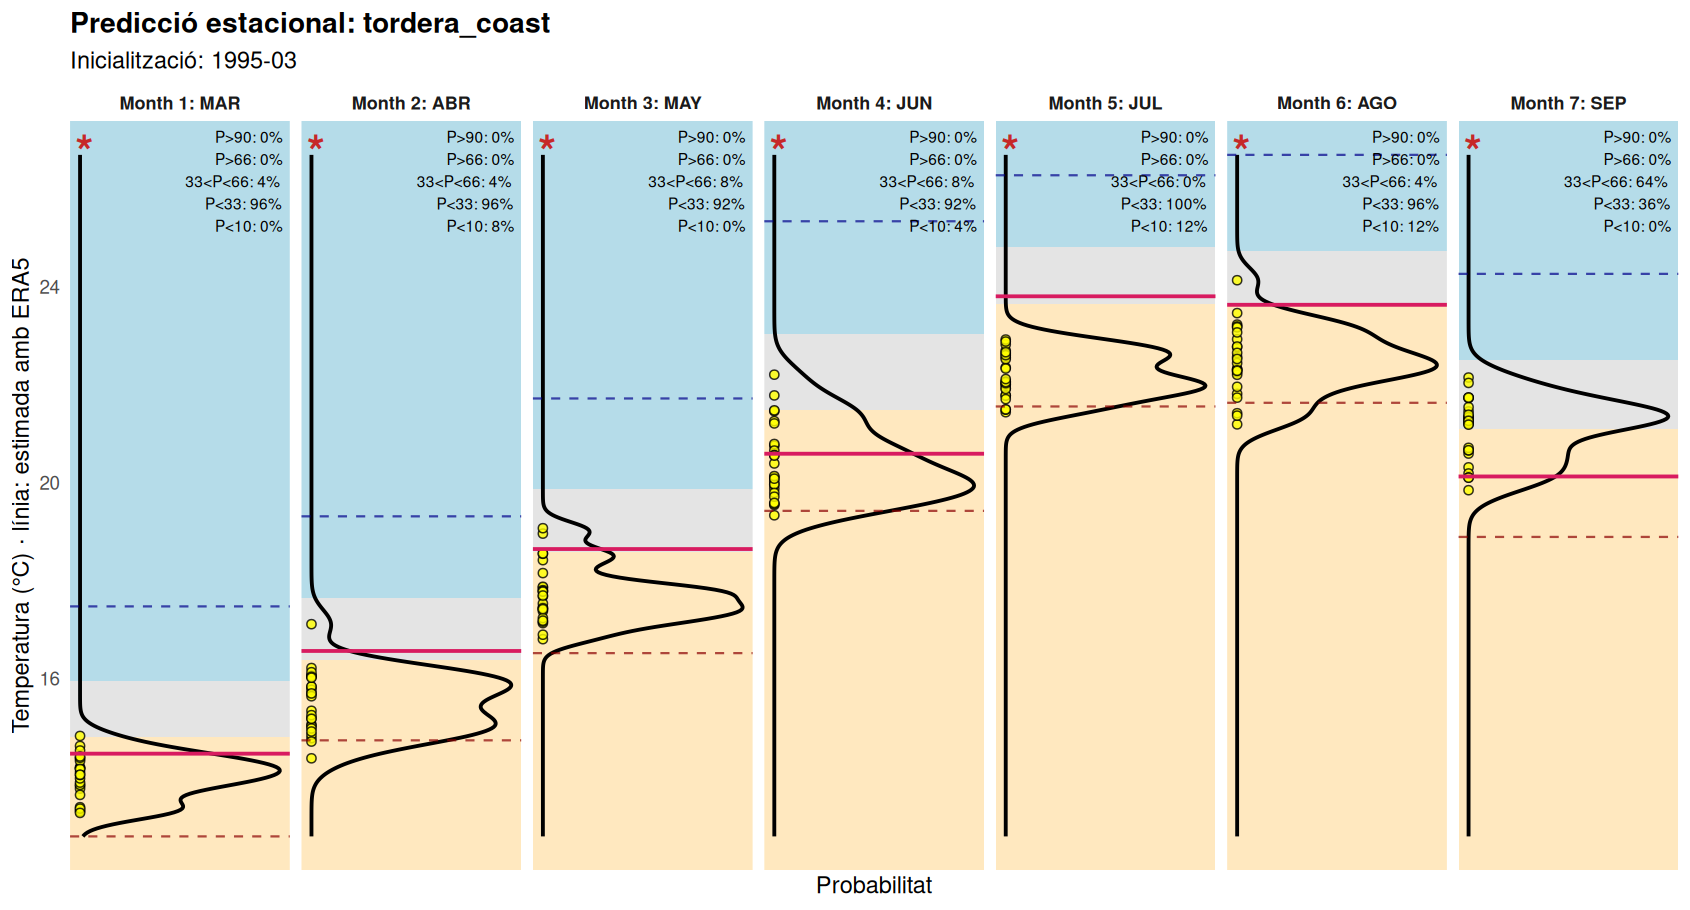 Predicció estacional: tordera_coast
Inicialització: 1995-03
Month 1: MAR
Month 2: ABR
Month 3: MAY
Month 4: JUN
Month 5: JUL
Month 6: AGO
Month 7: SEP
*
P>90: 0%
P>66: 0%
33<P<66: 4%
P<33: 96%
P<10: 0%
*
P>90: 0%
P>66: 0%
33<P<66: 4%
P<33: 96%
P<10: 8%
*
P>90: 0%
P>66: 0%
33<P<66: 8%
P<33: 92%
P<10: 0%
*
P>90: 0%
P>66: 0%
33<P<66: 8%
P<33: 92%
P<10: 4%
*
P>90: 0%
P>66: 0%
33<P<66: 0%
P<33: 100%
P<10: 12%
*
P>90: 0%
P>66: 0%
33<P<66: 4%
P<33: 96%
P<10: 12%
*
P>90: 0%
P>66: 0%
33<P<66: 64%
P<33: 36%
P<10: 0%
24
20
16
Temperatura (°C) · línia: estimada amb ERA5
Probabilitat